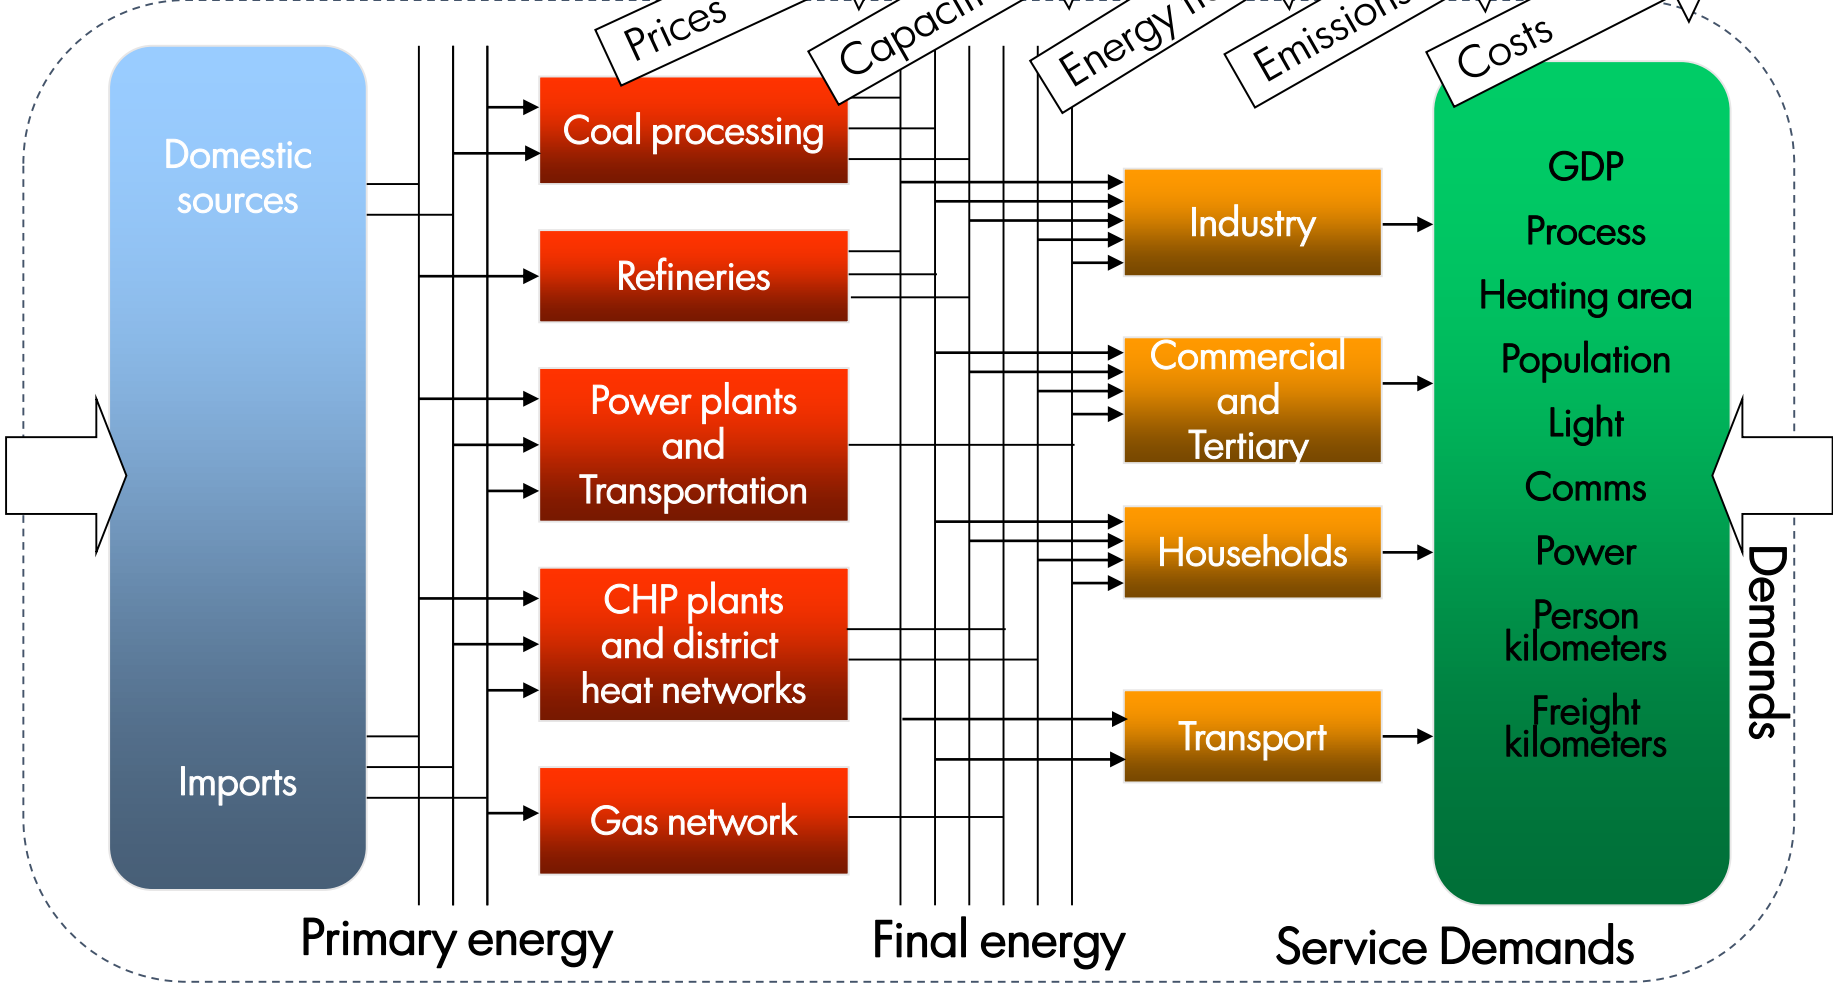 Prices
Energy
Emissions
Costs
Domestic
sources
Imports
Coal processing
Refineries
Power plants
and
Transportation
CHP plants
and district
heat networks
Gas network
Industry
Commercial
and
Tertiary
Households
Transport
GDP
Process
Heating area
Population
Light
Comms
Power
Person
kilometers
Freight
kilometers
Demands
Primary energy
Final energy
Service Demands